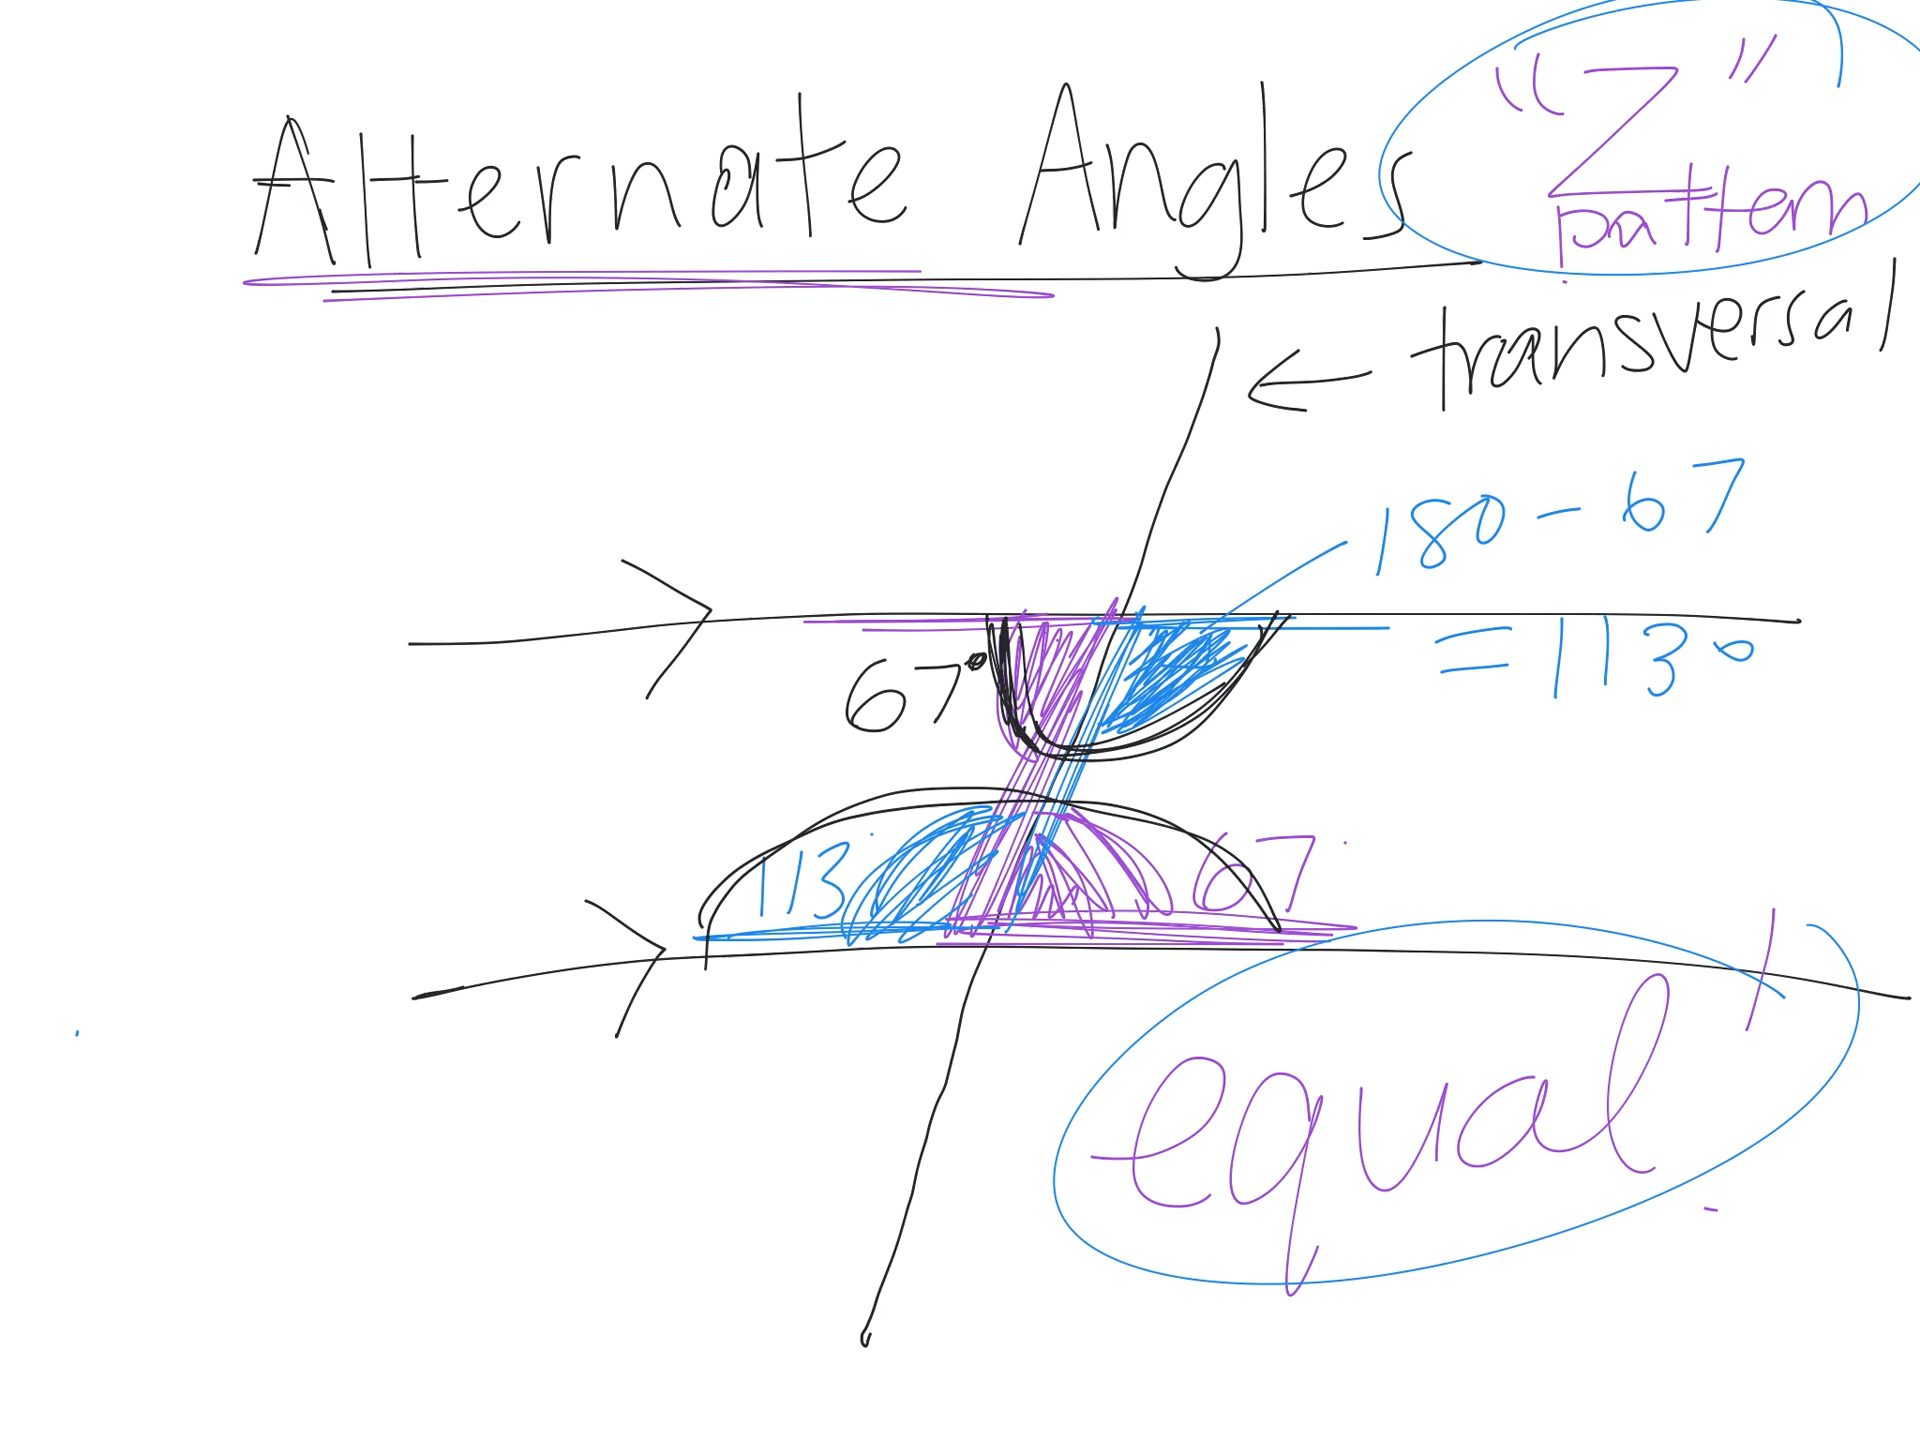 Alternate Angles
"Z"
pattern
← transversal
180-67
=113°
67°
113
67
equal